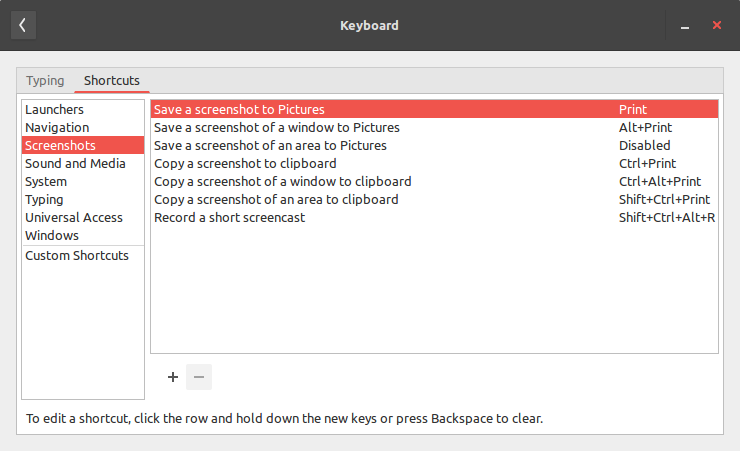 Keyboard
Typing Shortcuts
Launchers
Navigation
Screenshots
Sound and Media
System
Typing
Universal Access
Windows
Custom Shortcuts
Save a screenshot to Pictures Print
Save a screenshot of a window to Pictures Alt+Print
Save a screenshot of an area to Pictures Disabled
Copy a screenshot to clipboard Ctrl+Print
Copy a screenshot of a window to clipboard Ctrl+Alt+Print
Copy a screenshot of an area to clipboard Shift+Ctrl+Print
Record a short screencast Shift+Ctrl+Alt+R
To edit a shortcut, click the row and hold down the new keys or press Backspace to clear.